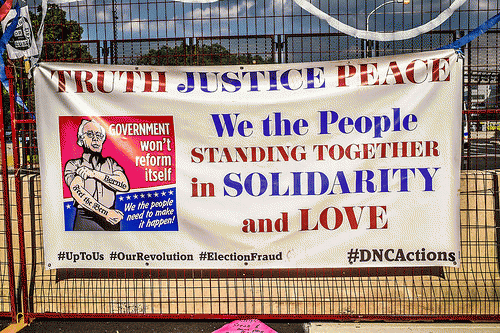 TRUTH JUSTICE PEACE
We the People
STANDING TOGETHER
in SOLIDARITY
and LOVE
GOVERNMENT
won't
reform
itself
Bernie
We the people
need to make
it happen!
#UpToUs #OurRevolution #ElectionFraud
#DNCActions